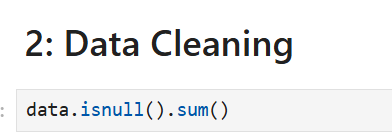 2: Data Cleaning
: data.isnull().sum()